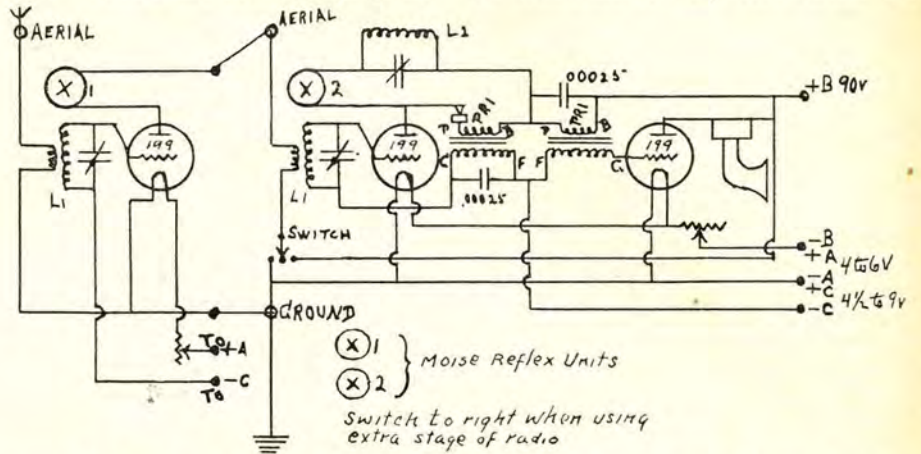 AERIAL
AERIAL
L2
.00025
+B 90v
X 1
X 2
PRI
PRI
P B
P B
199
199
199
G F F G
.00025
L1
L1
SWITCH
-B
+A
4 to 6V
-A
+C
4½ to 9v
-C
GROUND
TO +A
TO -C
X 1
X 2
Moise Reflex Units
Switch to right when using
extra stage of radio